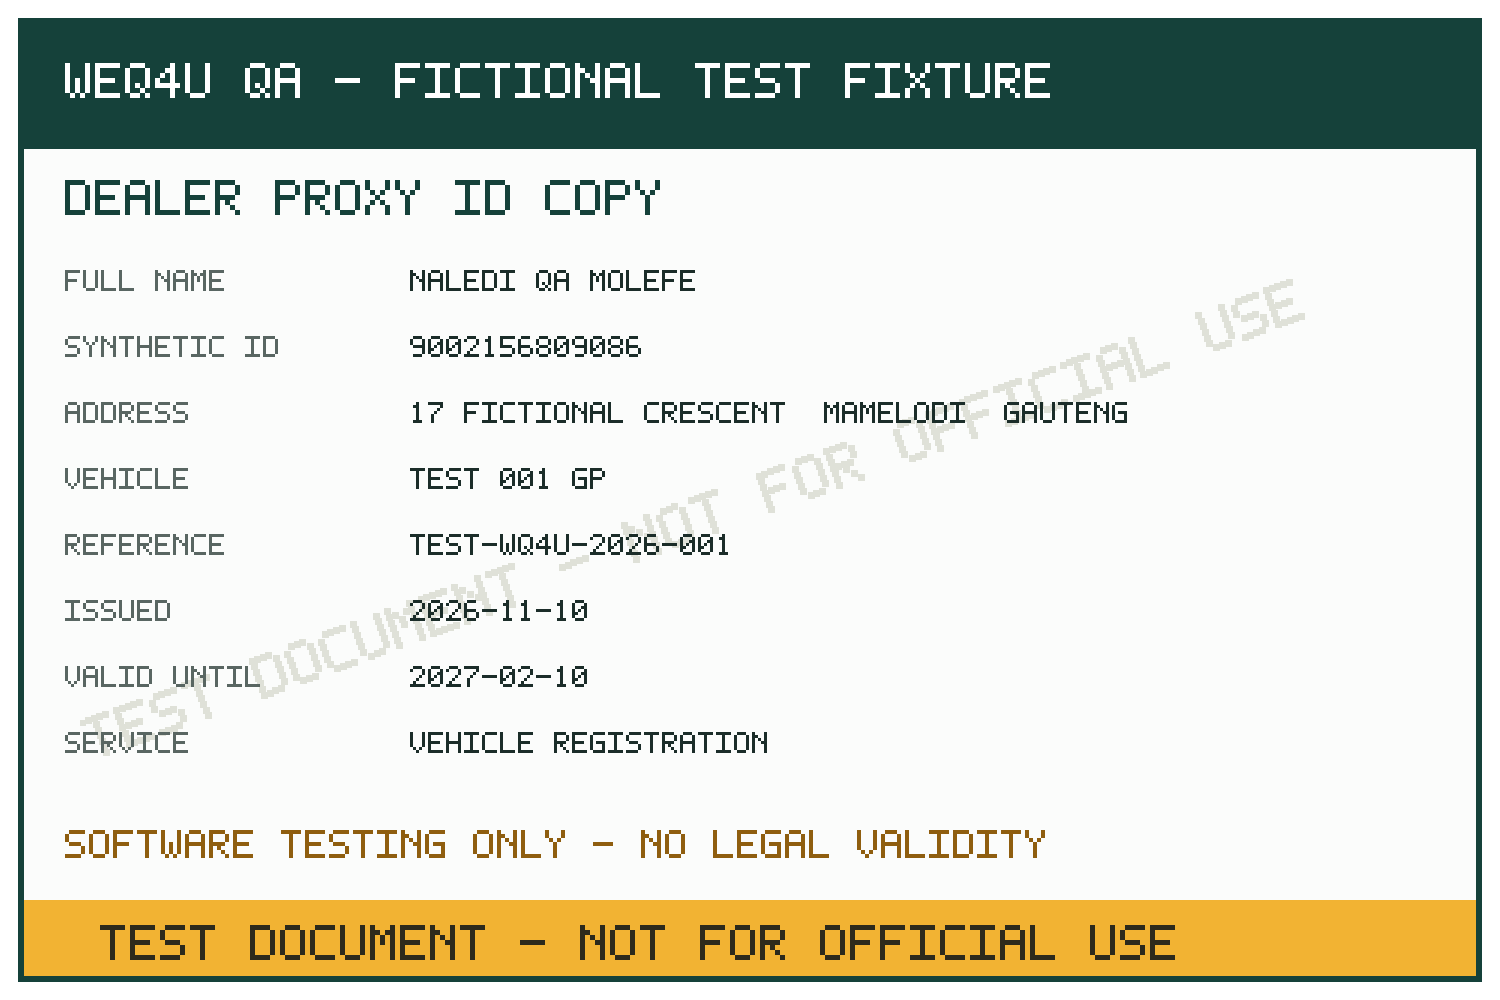 WEQ4U QA - FICTIONAL TEST FIXTURE
DEALER PROXY ID COPY
FULL NAME NALEDI QA MOLEFE
SYNTHETIC ID 9002156809086
ADDRESS 17 FICTIONAL CRESCENT MAMELODI GAUTENG
VEHICLE TEST 001 GP
REFERENCE TEST-WQ4U-2026-001
ISSUED 2026-11-10
VALID UNTIL 2027-02-10
SERVICE VEHICLE REGISTRATION
TEST DOCUMENT - NOT FOR OFFICIAL USE
SOFTWARE TESTING ONLY - NO LEGAL VALIDITY
TEST DOCUMENT - NOT FOR OFFICIAL USE